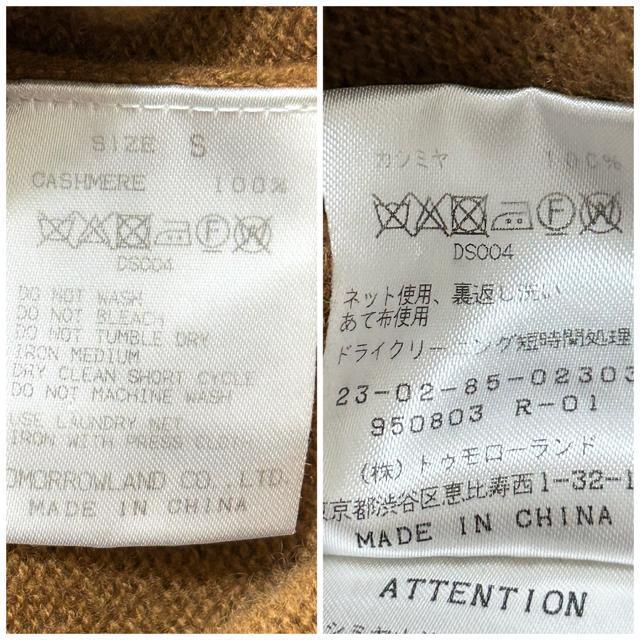 SIZE S
CASHMERE 100%
DS004
DO NOT WASH
DO NOT BLEACH
DO NOT TUMBLE DRY
IRON MEDIUM
DRY CLEAN SHORT CYCLE
DO NOT MACHINE WASH
USE LAUNDRY NE
IRON WITH PRESS CLOT
OMORROWLAND CO., LTD.
MADE IN CHINA
カシミヤ 100%
DS004
ネット使用、裏返し洗い
あて布使用
ドライクリーニング短時間処理
23-02-85-02303
950803 R-01
(株)トゥモローランド
東京都渋谷区恵比寿西1-32-1
MADE IN CHINA
ATTENTION